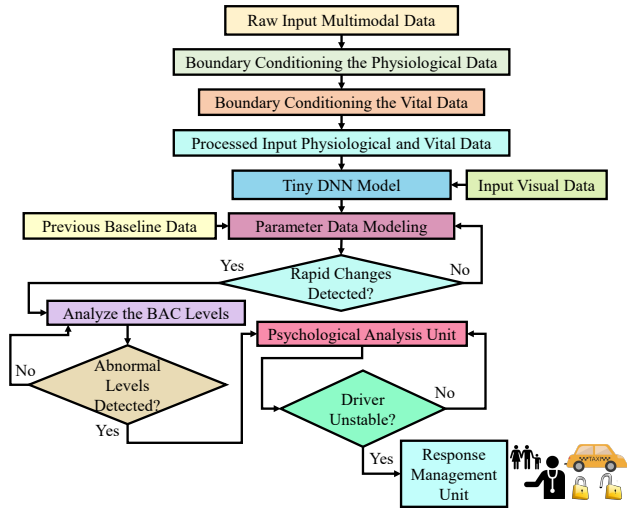 Raw Input Multimodal Data
Boundary Conditioning the Physiological Data
Boundary Conditioning the Vital Data
Processed Input Physiological and Vital Data
Tiny DNN Model
Input Visual Data
Previous Baseline Data
Parameter Data Modeling
Yes
Rapid Changes
Detected?
No
Analyze the BAC Levels
Psychological Analysis Unit
No
Abnormal
Levels
Detected?
Yes
Driver
Unstable?
No
Yes
Response
Management
Unit
TAXI